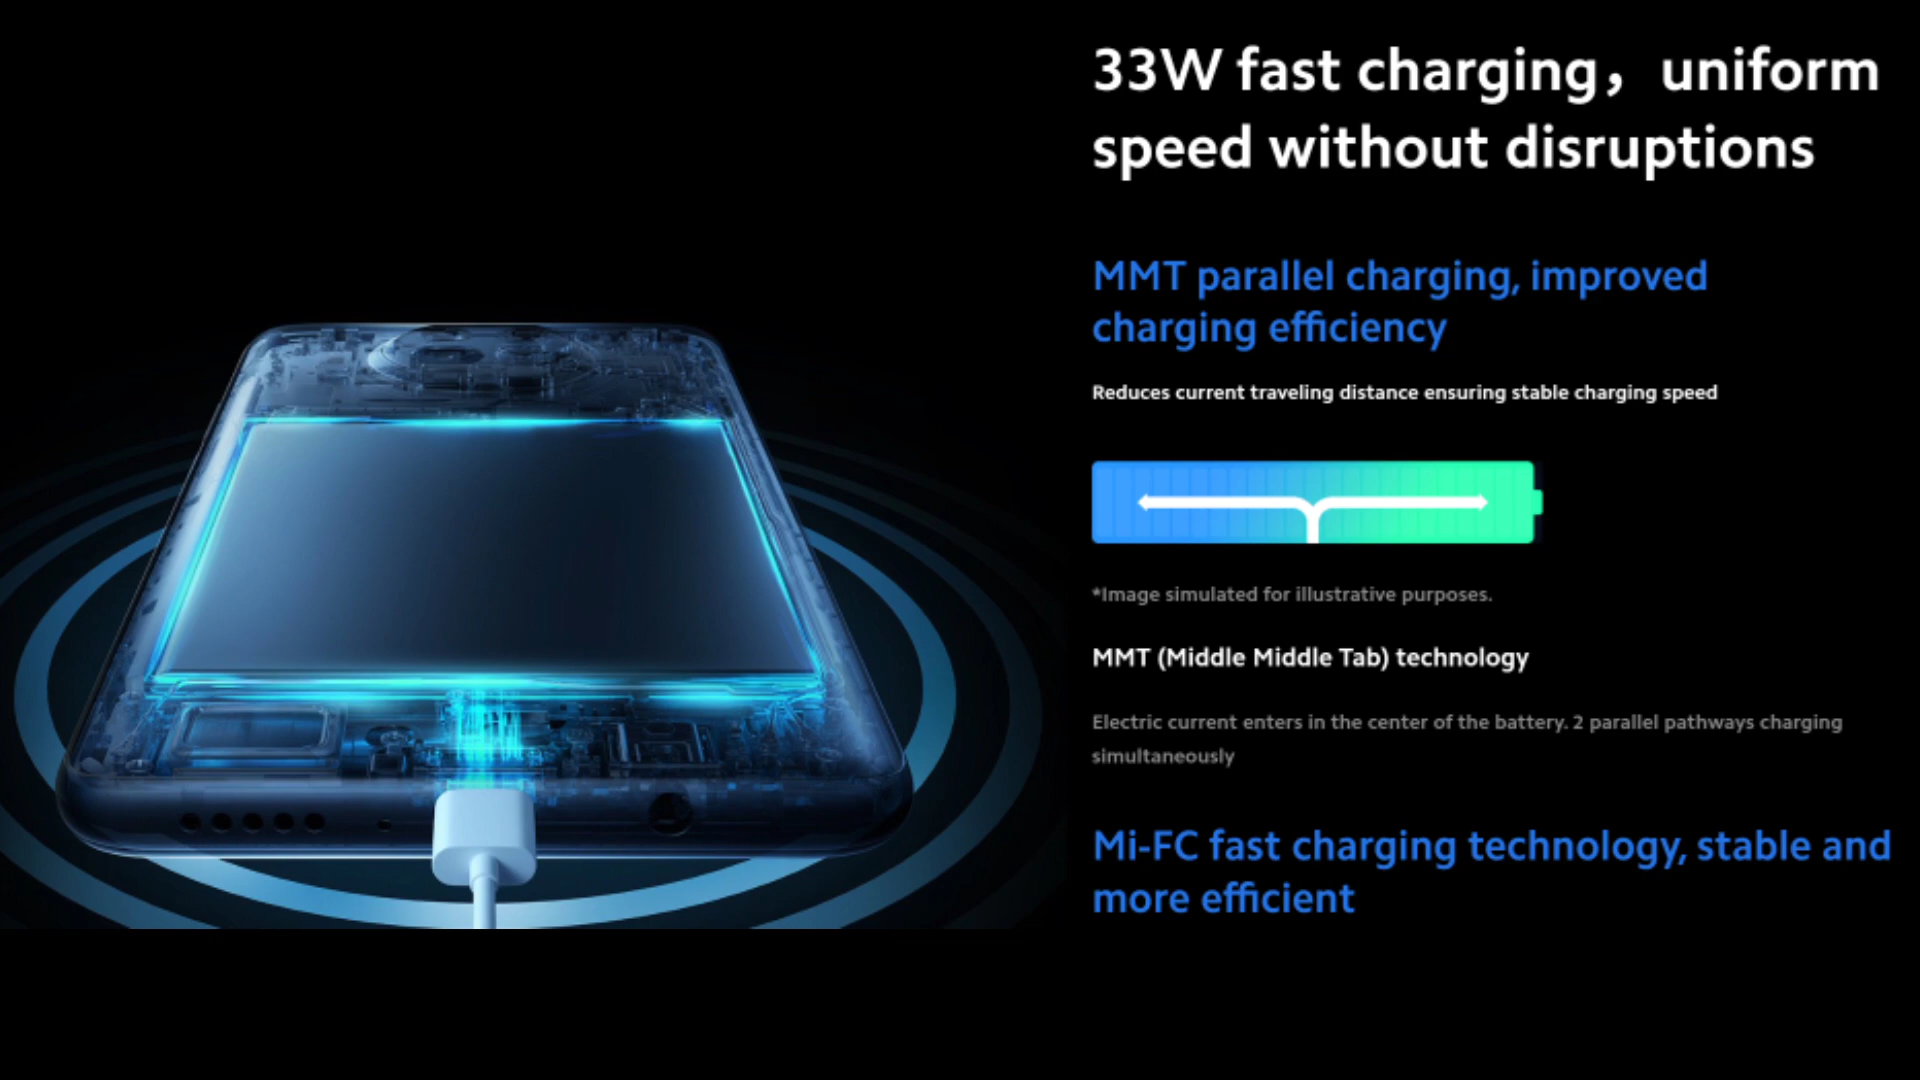 33W fast charging，uniform
speed without disruptions
MMT parallel charging, improved
charging efficiency
Reduces current traveling distance ensuring stable charging speed
*Image simulated for illustrative purposes.
MMT (Middle Middle Tab) technology
Electric current enters in the center of the battery. 2 parallel pathways charging
simultaneously
Mi-FC fast charging technology, stable and
more efficient